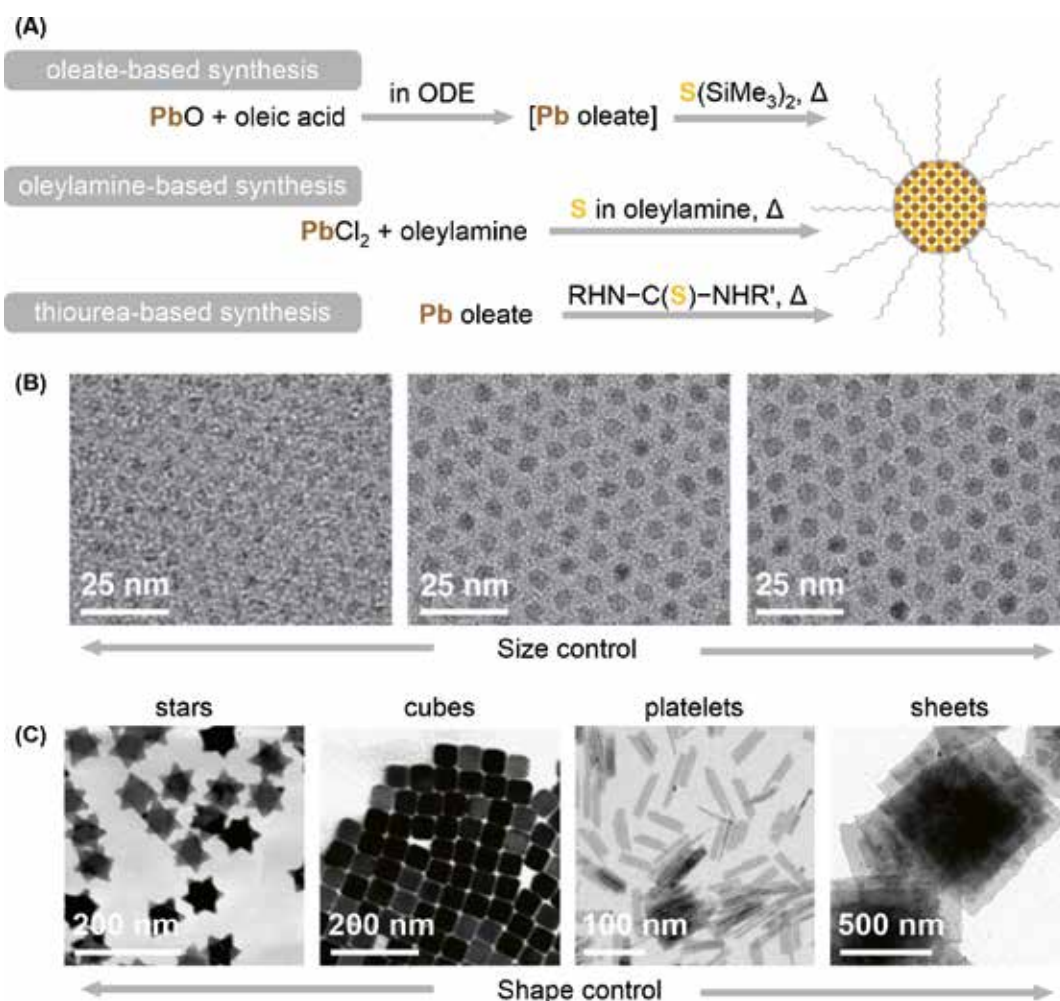 (A)
oleate-based synthesis
PbO + oleic acid
in ODE
[Pb oleate]
S(SiMe₃)₂, Δ
oleylamine-based synthesis
PbCl₂ + oleylamine
S in oleylamine, Δ
thiourea-based synthesis
Pb oleate
RHN–C(S)–NHR', Δ
(B)
25 nm
25 nm
25 nm
Size control
stars
cubes
platelets
sheets
(C)
200 nm
200 nm
100 nm
500 nm
Shape control